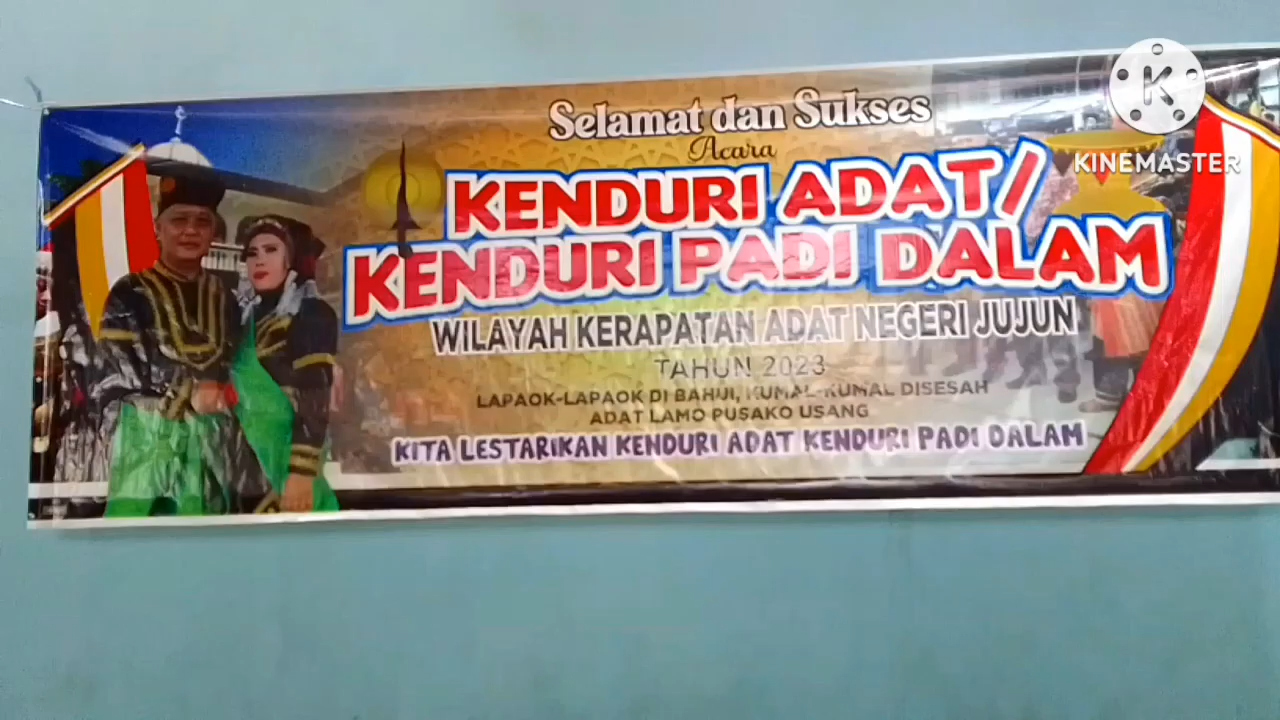 Selamat dan Sukses
Acara
KENDURI ADAT/
KENDURI PADI DALAM
WILAYAH KERAPATAN ADAT NEGERI JUJUN
TAHUN 2023
LAPAOK-LAPAOK DI BAHUI, KUMAL-KUMAL DISESAH
ADAT LAMO PUSAKO USANG
KITA LESTARIKAN KENDURI ADAT KENDURI PADI DALAM
K
KINEMASTER